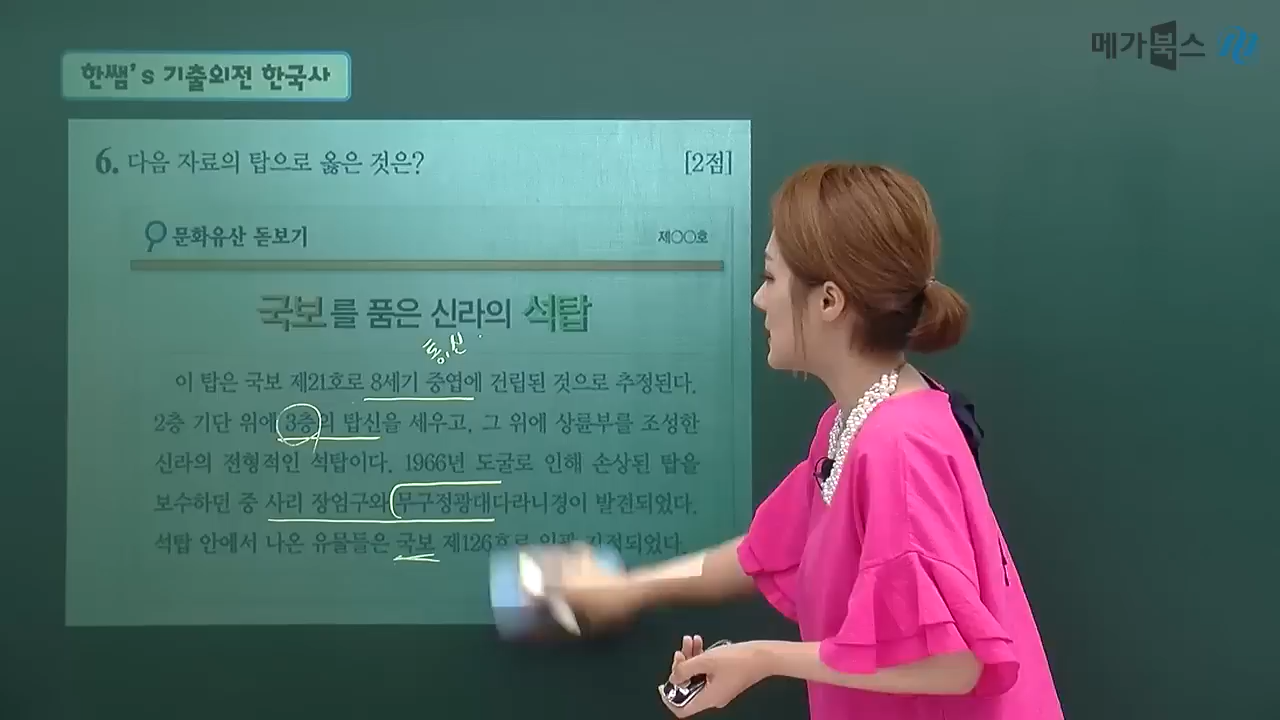 메가북스
한쌤's 기출외전 한국사
6. 다음 자료의 탑으로 옳은 것은? [2점]
문화유산 돋보기 제○○호
국보를 품은 신라의 석탑
통신
이 탑은 국보 제21호로 8세기 중엽에 건립된 것으로 추정된다.
2층 기단 위에 3층의 탑신을 세우고, 그 위에 상륜부를 조성한
신라의 전형적인 석탑이다. 1966년 도굴로 인해 손상된 탑을
보수하던 중 사리 장엄구와 무구정광대다라니경이 발견되었다.
석탑 안에서 나온 유물들은 국보 제126호로 일괄 지정되었다.